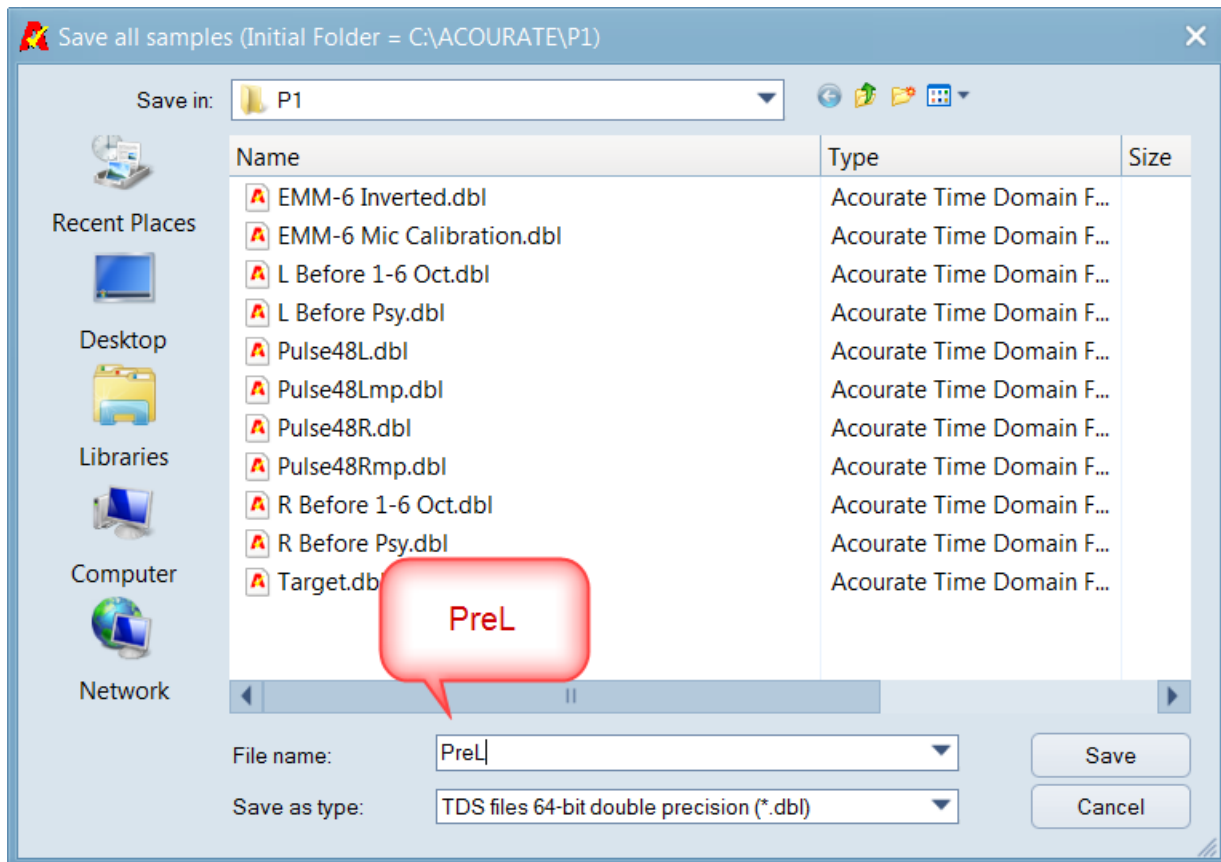 Save all samples (Initial Folder = C:\ACOURATE\P1)
Save in: P1
Name Type Size
Recent Places
Desktop
Libraries
Computer
Network
EMM-6 Inverted.dbl Acourate Time Domain F...
EMM-6 Mic Calibration.dbl Acourate Time Domain F...
L Before 1-6 Oct.dbl Acourate Time Domain F...
L Before Psy.dbl Acourate Time Domain F...
Pulse48L.dbl Acourate Time Domain F...
Pulse48Lmp.dbl Acourate Time Domain F...
Pulse48R.dbl Acourate Time Domain F...
Pulse48Rmp.dbl Acourate Time Domain F...
R Before 1-6 Oct.dbl Acourate Time Domain F...
R Before Psy.dbl Acourate Time Domain F...
Target.dbl Acourate Time Domain F...
PreL
File name: PreL Save
Save as type: TDS files 64-bit double precision (*.dbl) Cancel